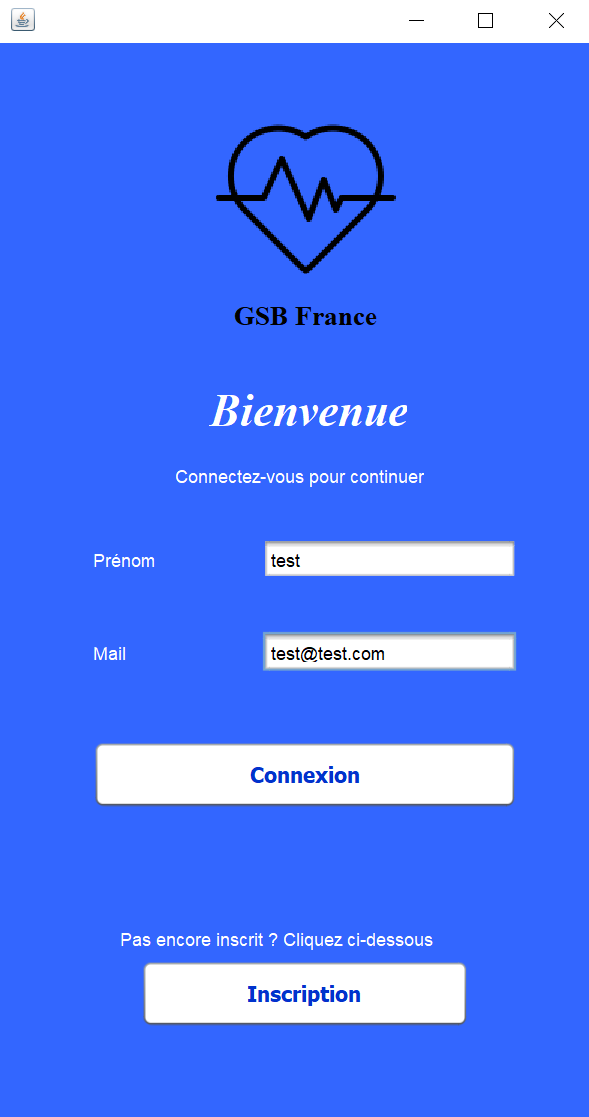 GSB France
Bienvenue
Connectez-vous pour continuer
Prénom test
Mail test@test.com
Connexion
Pas encore inscrit ? Cliquez ci-dessous
Inscription